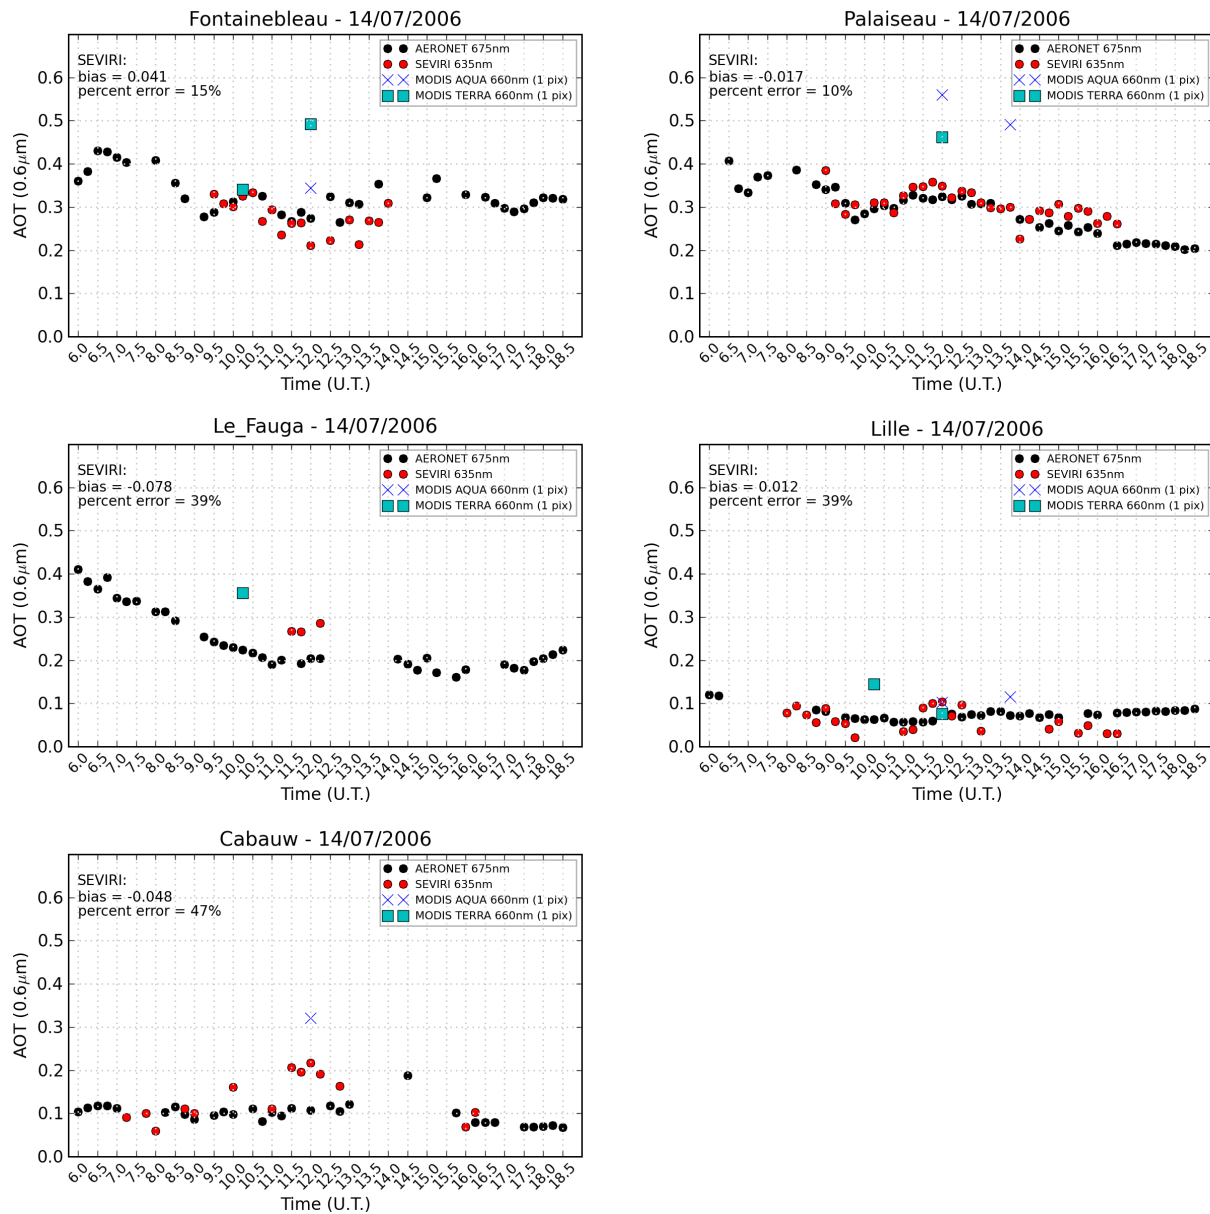 Fontainebleau - 14/07/2006
SEVIRI:
bias = 0.041
percent error = 15%
AERONET 675nm
SEVIRI 635nm
MODIS AQUA 660nm (1 pix)
MODIS TERRA 660nm (1 pix)
AOT (0.6μm)
0.6
0.5
0.4
0.3
0.2
0.1
0.0
6.0 6.5 7.0 7.5 8.0 8.5 9.0 9.5 10.0 10.5 11.0 11.5 12.0 12.5 13.0 13.5 14.0 14.5 15.0 15.5 16.0 16.5 17.0 17.5 18.0 18.5
Time (U.T.)
Palaiseau - 14/07/2006
SEVIRI:
bias = -0.017
percent error = 10%
AERONET 675nm
SEVIRI 635nm
MODIS AQUA 660nm (1 pix)
MODIS TERRA 660nm (1 pix)
AOT (0.6μm)
0.6
0.5
0.4
0.3
0.2
0.1
0.0
6.0 6.5 7.0 7.5 8.0 8.5 9.0 9.5 10.0 10.5 11.0 11.5 12.0 12.5 13.0 13.5 14.0 14.5 15.0 15.5 16.0 16.5 17.0 17.5 18.0 18.5
Time (U.T.)
Le_Fauga - 14/07/2006
SEVIRI:
bias = -0.078
percent error = 39%
AERONET 675nm
SEVIRI 635nm
MODIS AQUA 660nm (1 pix)
MODIS TERRA 660nm (1 pix)
AOT (0.6μm)
0.6
0.5
0.4
0.3
0.2
0.1
0.0
6.0 6.5 7.0 7.5 8.0 8.5 9.0 9.5 10.0 10.5 11.0 11.5 12.0 12.5 13.0 13.5 14.0 14.5 15.0 15.5 16.0 16.5 17.0 17.5 18.0 18.5
Time (U.T.)
Lille - 14/07/2006
SEVIRI:
bias = 0.012
percent error = 39%
AERONET 675nm
SEVIRI 635nm
MODIS AQUA 660nm (1 pix)
MODIS TERRA 660nm (1 pix)
AOT (0.6μm)
0.6
0.5
0.4
0.3
0.2
0.1
0.0
6.0 6.5 7.0 7.5 8.0 8.5 9.0 9.5 10.0 10.5 11.0 11.5 12.0 12.5 13.0 13.5 14.0 14.5 15.0 15.5 16.0 16.5 17.0 17.5 18.0 18.5
Time (U.T.)
Cabauw - 14/07/2006
SEVIRI:
bias = -0.048
percent error = 47%
AERONET 675nm
SEVIRI 635nm
MODIS AQUA 660nm (1 pix)
MODIS TERRA 660nm (1 pix)
AOT (0.6μm)
0.6
0.5
0.4
0.3
0.2
0.1
0.0
6.0 6.5 7.0 7.5 8.0 8.5 9.0 9.5 10.0 10.5 11.0 11.5 12.0 12.5 13.0 13.5 14.0 14.5 15.0 15.5 16.0 16.5 17.0 17.5 18.0 18.5
Time (U.T.)